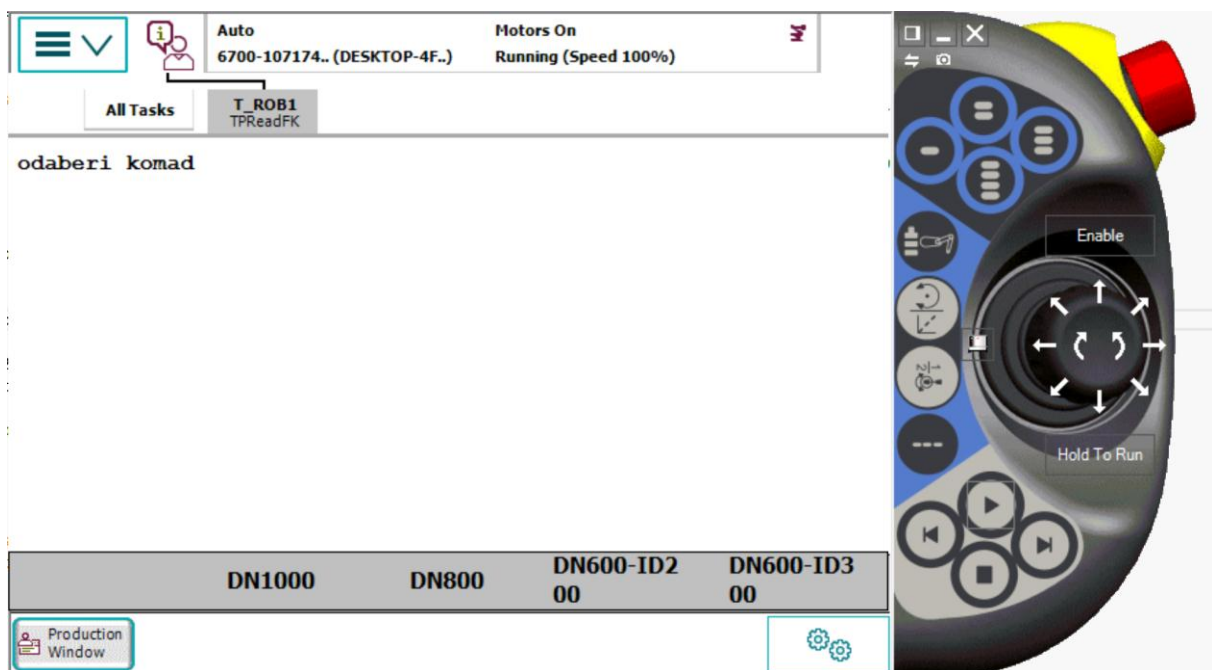 Auto
6700-107174.. (DESKTOP-4F..)
Motors On
Running (Speed 100%)
All Tasks
T_ROB1
TPReadFK
odaberi komad
Enable
Hold To Run
DN1000
DN800
DN600-ID2
00
DN600-ID3
00
Production
Window